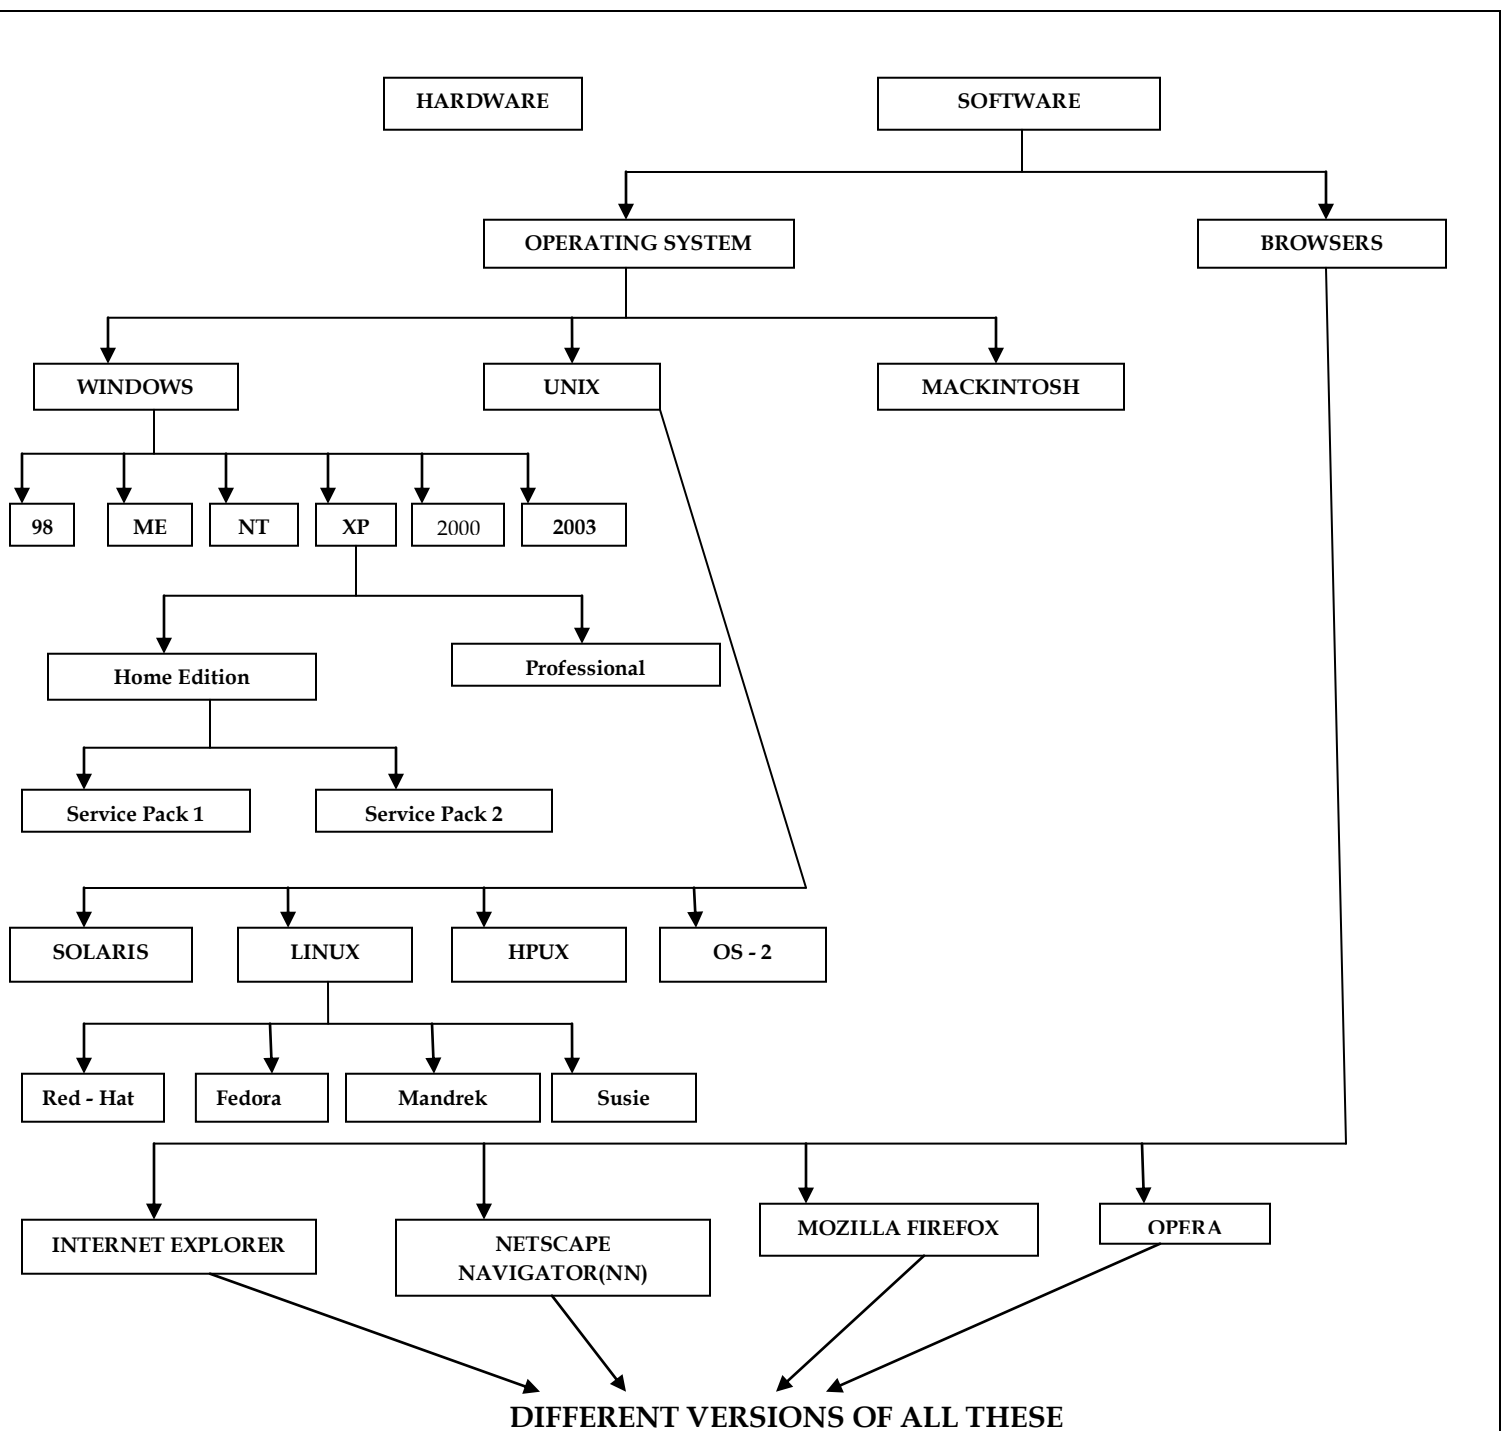 HARDWARE
SOFTWARE
OPERATING SYSTEM
BROWSERS
WINDOWS
UNIX
MACKINTOSH
98
ME
NT
XP
2000
2003
Home Edition
Professional
Service Pack 1
Service Pack 2
SOLARIS
LINUX
HPUX
OS - 2
Red - Hat
Fedora
Mandrek
Susie
INTERNET EXPLORER
NETSCAPE
NAVIGATOR(NN)
MOZILLA FIREFOX
OPERA
DIFFERENT VERSIONS OF ALL THESE